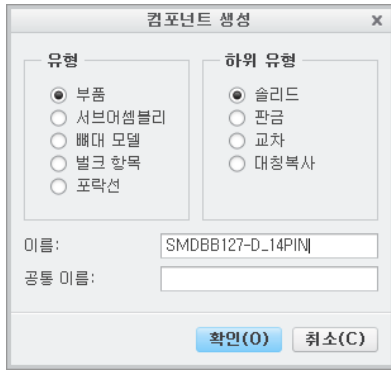 컴포넌트 생성
x
유형
부품
서브어셈블리
뼈대 모델
벌크 항목
포락선
하위 유형
솔리드
판금
교차
대칭복사
이름: SMDBB127-D_14PIN
공통 이름:
확인(O) 취소(C)